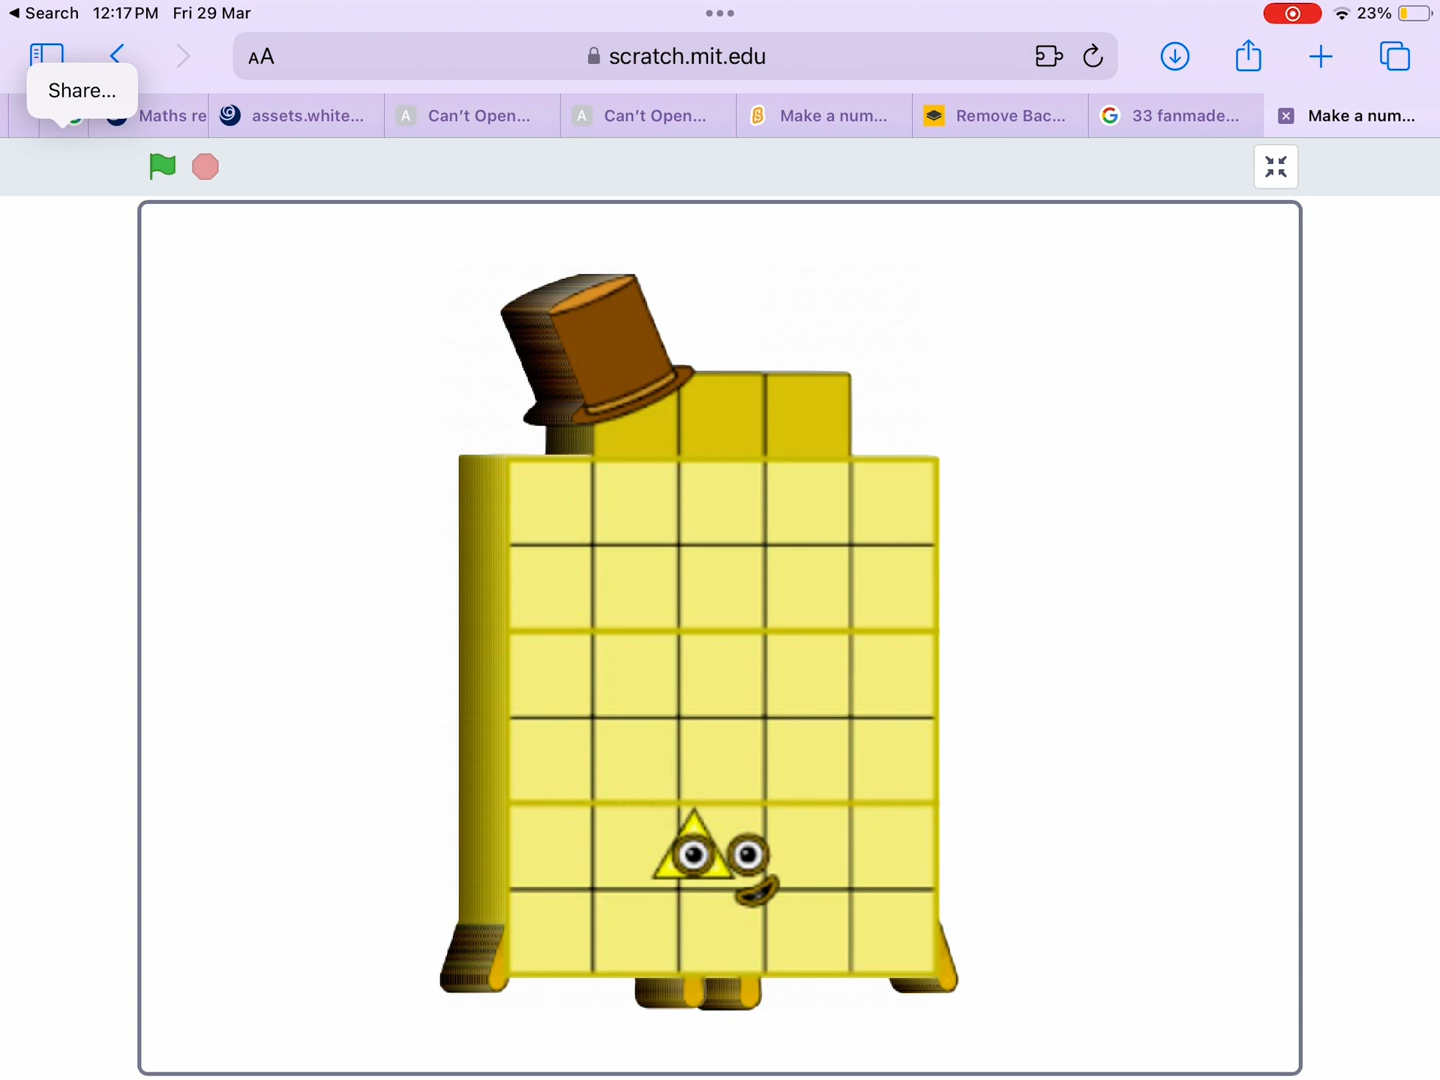 Search 12:17 PM Fri 29 Mar 23%
AA scratch.mit.edu
Share...
Maths re assets.white... Can't Open... Can't Open... Make a num... Remove Bac... 33 fanmade... Make a num...